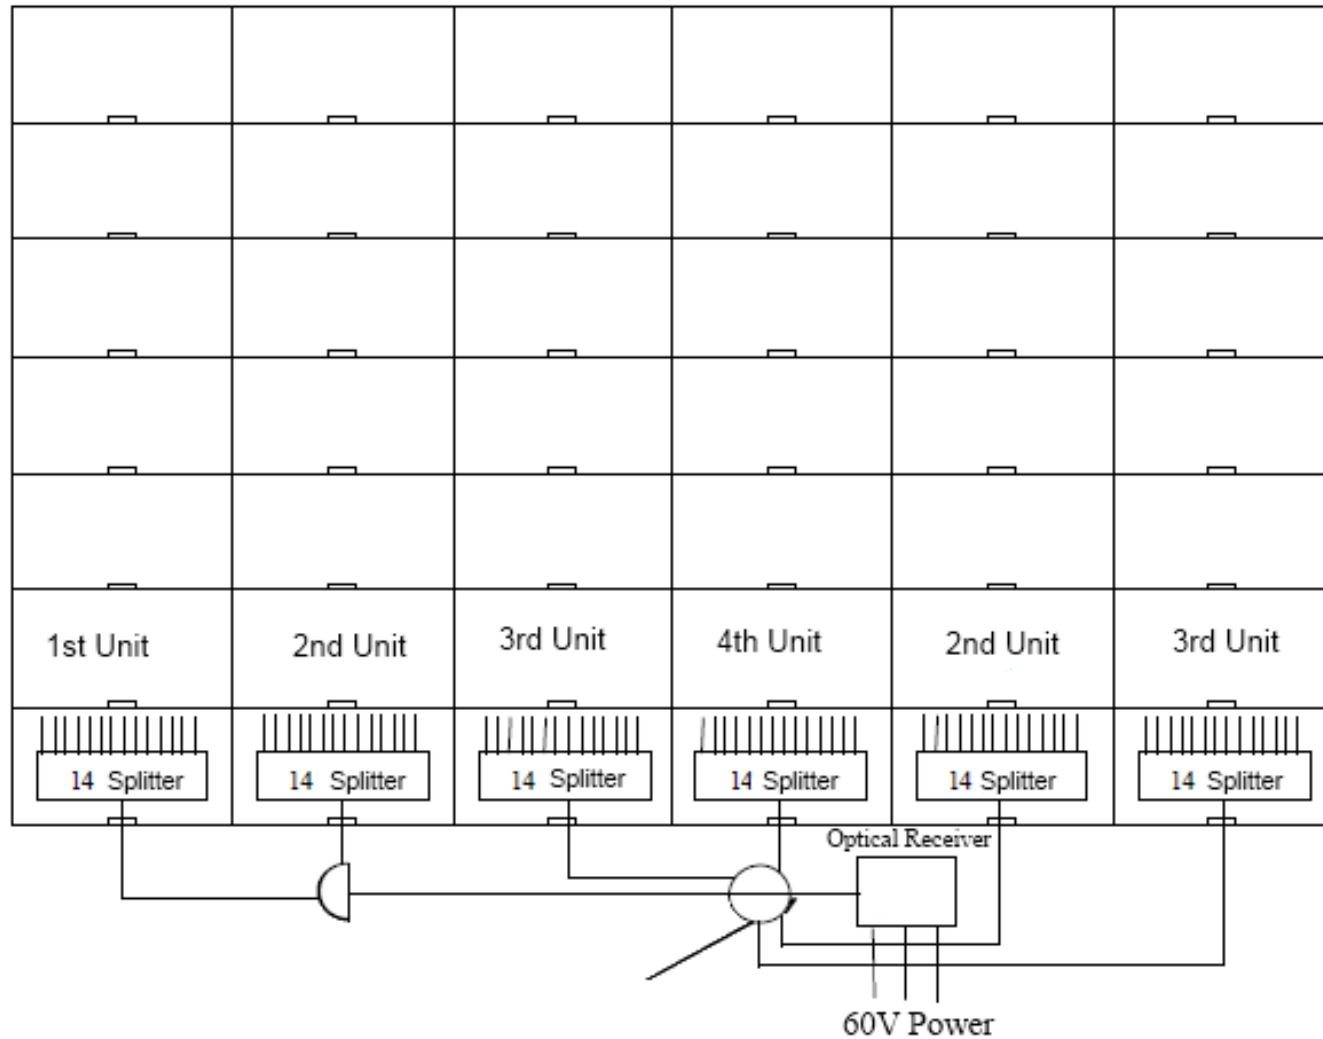 1st Unit
2nd Unit
3rd Unit
4th Unit
2nd Unit
3rd Unit
14 Splitter
14 Splitter
14 Splitter
14 Splitter
14 Splitter
14 Splitter
Optical Receiver
60V Power